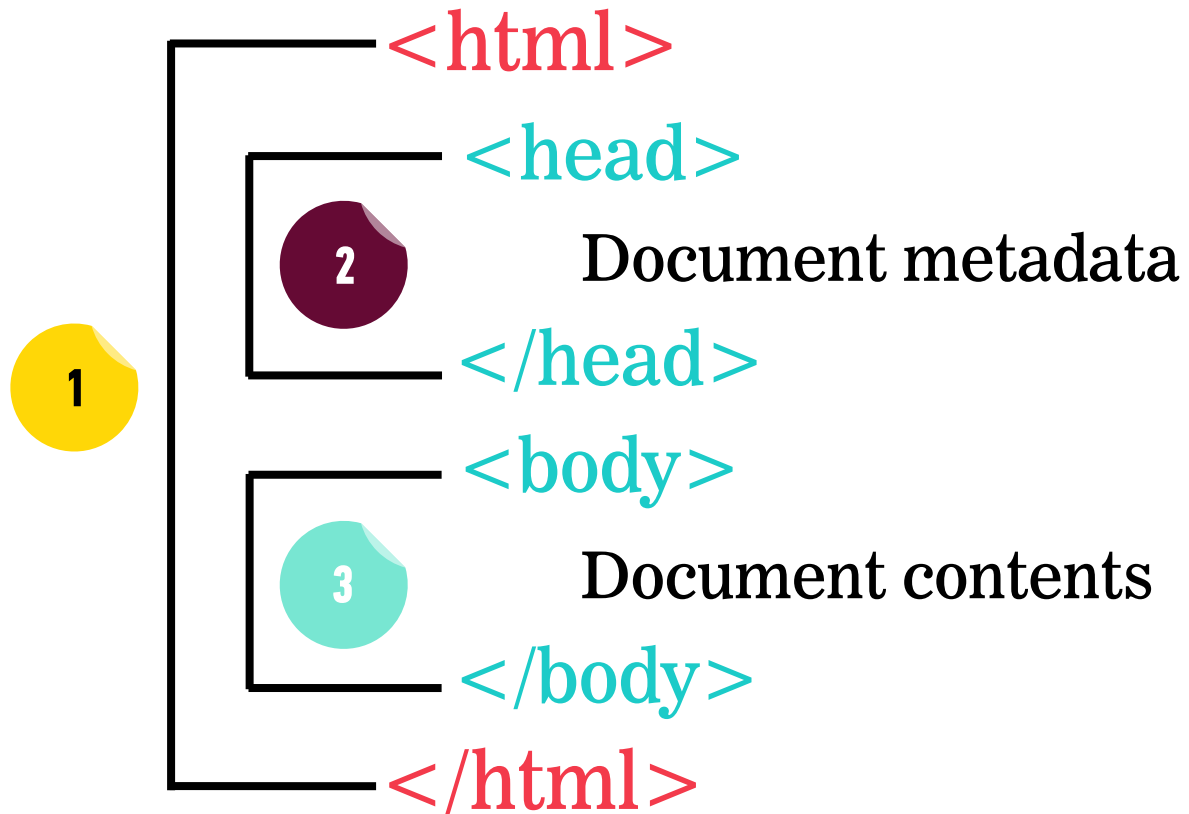 <html>
<head>
2
Document metadata
</head>
1
<body>
3
Document contents
</body>
</html>